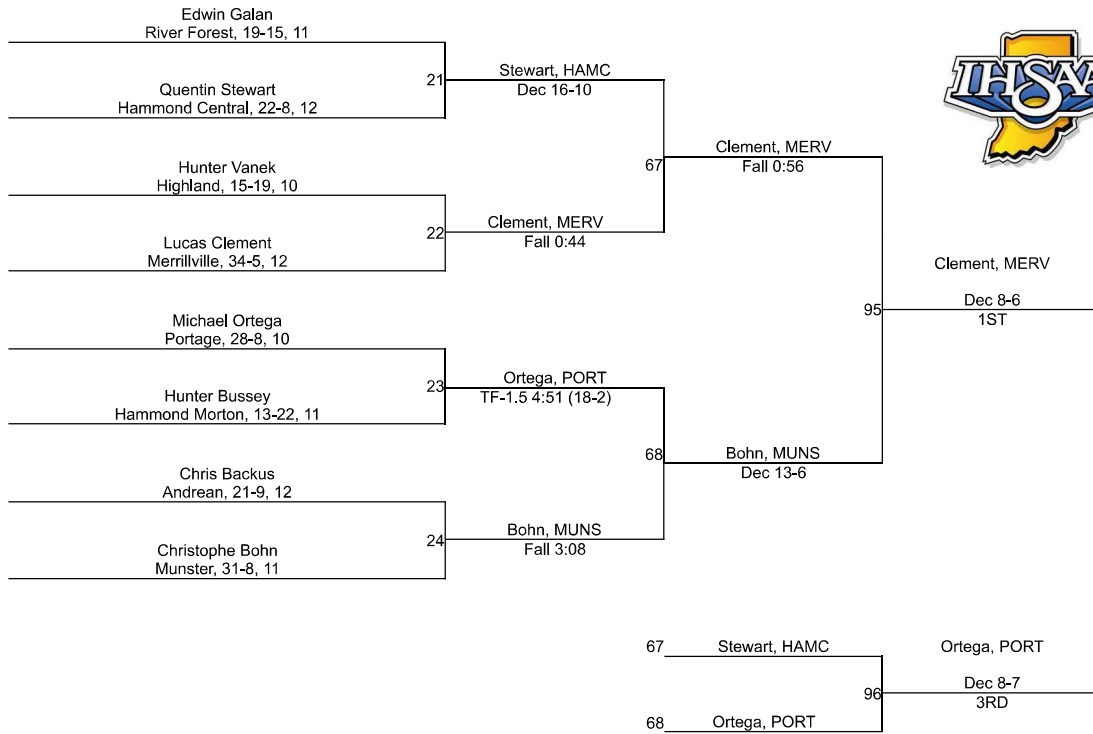 Edwin Galan
River Forest, 19-15, 11
21
Stewart, HAMC
Dec 16-10
Quentin Stewart
Hammond Central, 22-8, 12
IHSAA
67
Clement, MERV
Fall 0:56
Hunter Vanek
Highland, 15-19, 10
22
Clement, MERV
Fall 0:44
Lucas Clement
Merrillville, 34-5, 12
95
Clement, MERV
Dec 8-6
1ST
Michael Ortega
Portage, 28-8, 10
23
Ortega, PORT
TF-1.5 4:51 (18-2)
Hunter Bussey
Hammond Morton, 13-22, 11
68
Bohn, MUNS
Dec 13-6
Chris Backus
Andrean, 21-9, 12
24
Bohn, MUNS
Fall 3:08
Christophe Bohn
Munster, 31-8, 11
67
Stewart, HAMC
96
Ortega, PORT
Dec 8-7
3RD
68
Ortega, PORT